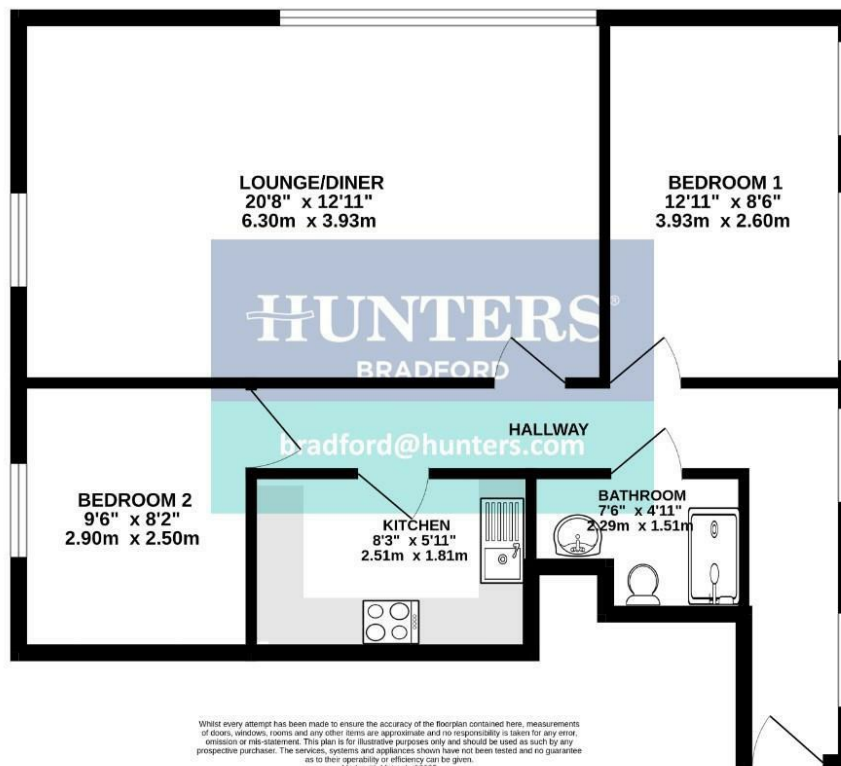 LOUNGE/DINER
20'8" x 12'11"
6.30m x 3.93m
BEDROOM 1
12'11" x 8'6"
3.93m x 2.60m
HUNTERS®
BRADFORD
HALLWAY
bradford@hunters.com
BEDROOM 2
9'6" x 8'2"
2.90m x 2.50m
KITCHEN
8'3" x 5'11"
2.51m x 1.81m
BATHROOM
7'6" x 4'11"
2.29m x 1.51m
Whilst every attempt has been made to ensure the accuracy of the floorplan contained here, measurements
of doors, windows, rooms and any other items are approximate and no responsibility is taken for any error,
omission or mis-statement. This plan is for illustrative purposes only and should be used as such by any
prospective purchaser. The services, systems and appliances shown have not been tested and no guarantee
as to their operability or efficiency can be given.